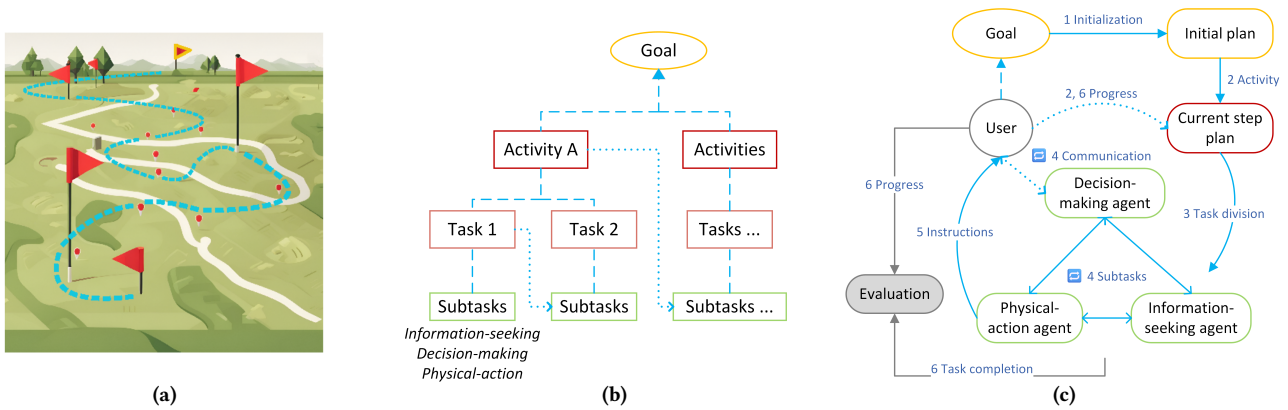 (a)
Goal
Activity A
Activities
Task 1
Task 2
Tasks ...
Subtasks
Subtasks
Subtasks ...
Information-seeking
Decision-making
Physical-action
(b)
Goal
1 Initialization
Initial plan
2 Activity
2, 6 Progress
User
Current step
plan
4 Communication
6 Progress
Decision-
making agent
3 Task division
5 Instructions
4 Subtasks
Evaluation
Physical-
action agent
Information-
seeking agent
6 Task completion
(c)